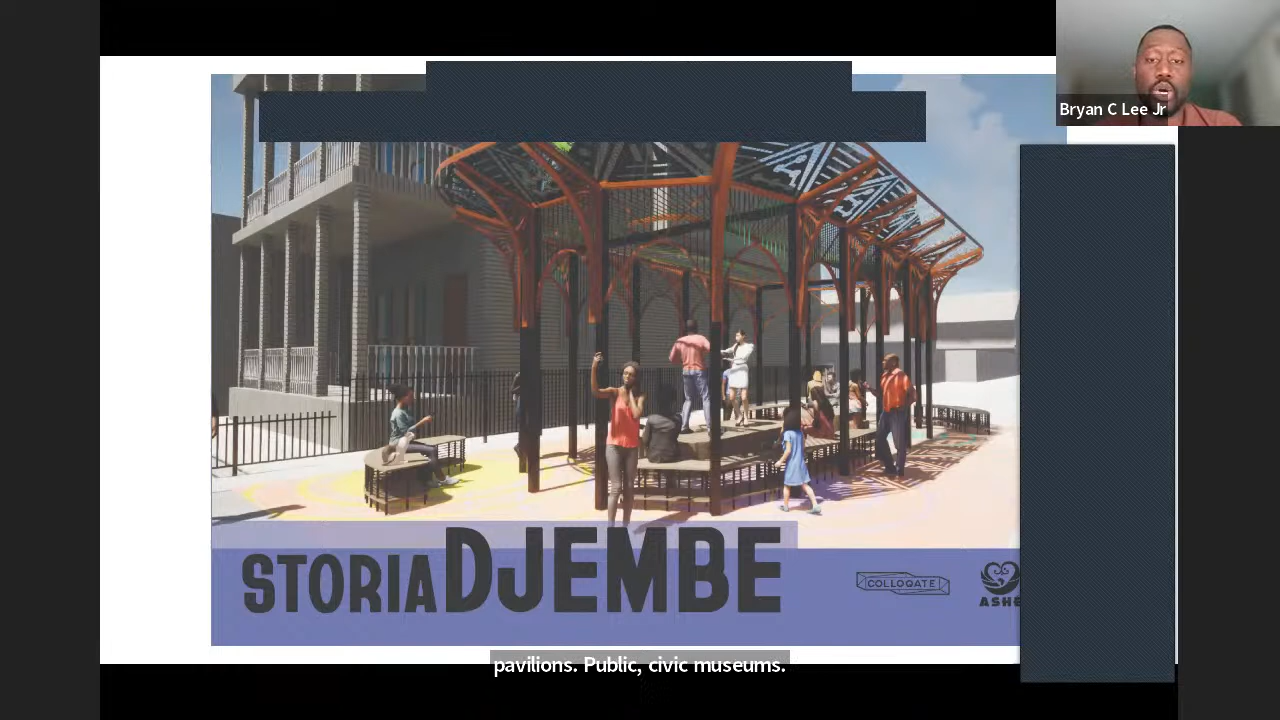 Bryan C Lee Jr
STORIA DJEMBE
COLLOQATE
ASHE
pavilions. Public, civic museums.